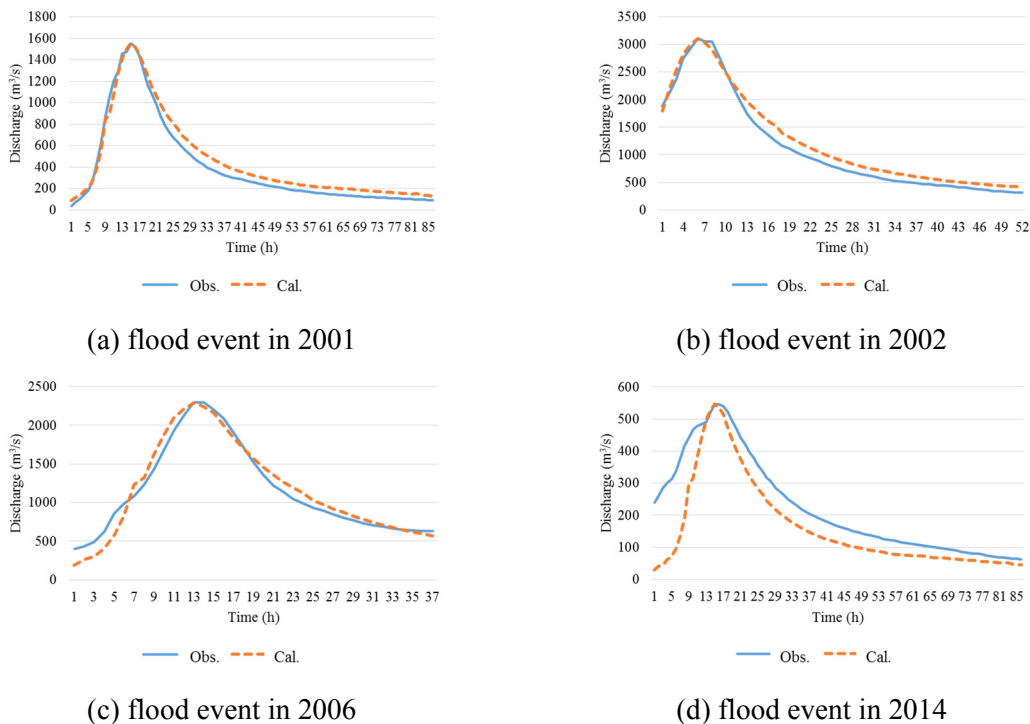 1800
1600
1400
1200
1000
800
600
400
200
0
Discharge (m³/s)
1 5 9 13 17 21 25 29 33 37 41 45 49 53 57 61 65 69 73 77 81 85
Time (h)
Obs. Cal.
(a) flood event in 2001
3500
3000
2500
2000
1500
1000
500
0
Discharge (m³/s)
1 4 7 10 13 16 19 22 25 28 31 34 37 40 43 46 49 52
Time (h)
Obs. Cal.
(b) flood event in 2002
2500
2000
1500
1000
500
0
Discharge (m³/s)
1 3 5 7 9 11 13 15 17 19 21 23 25 27 29 31 33 35 37
Time (h)
Obs. Cal.
(c) flood event in 2006
600
500
400
300
200
100
0
Discharge (m³/s)
1 5 9 13 17 21 25 29 33 37 41 45 49 53 57 61 65 69 73 77 81 85
Time (h)
Obs. Cal.
(d) flood event in 2014